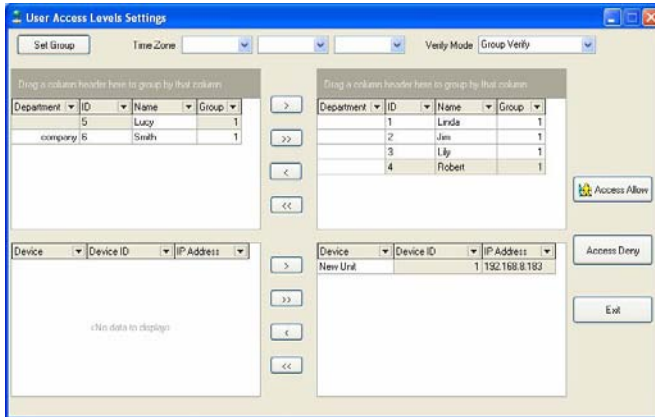 User Access Levels Settings
Set Group Time Zone Verify Mode Group Verify
Drag a column header here to group by that column Drag a column header here to group by that column
Department ID Name Group > Department ID Name Group
5 Lucy 1 1 Linda 1
company 6 Smith 1 >> 2 Jim 1
3 Lily 1
< 4 Robert 1
Access Allow
<<
Device Device ID IP Address Device Device ID IP Address Access Deny
> New Unit 1 192.168.8.183
>>
Exit
<No data to display>
<
<<